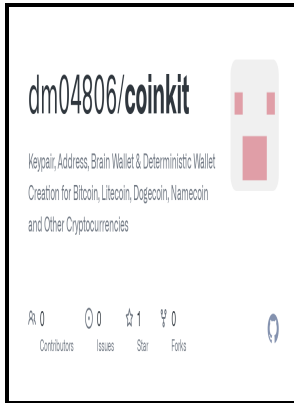 dm04806/coinkit
Keypair, Address, Brain Wallet & Deterministic Wallet
Creation for Bitcoin, Litecoin, Dogecoin, Namecoin
and Other Cryptocurrencies
0 0 1 0
Contributors Issues Star Forks